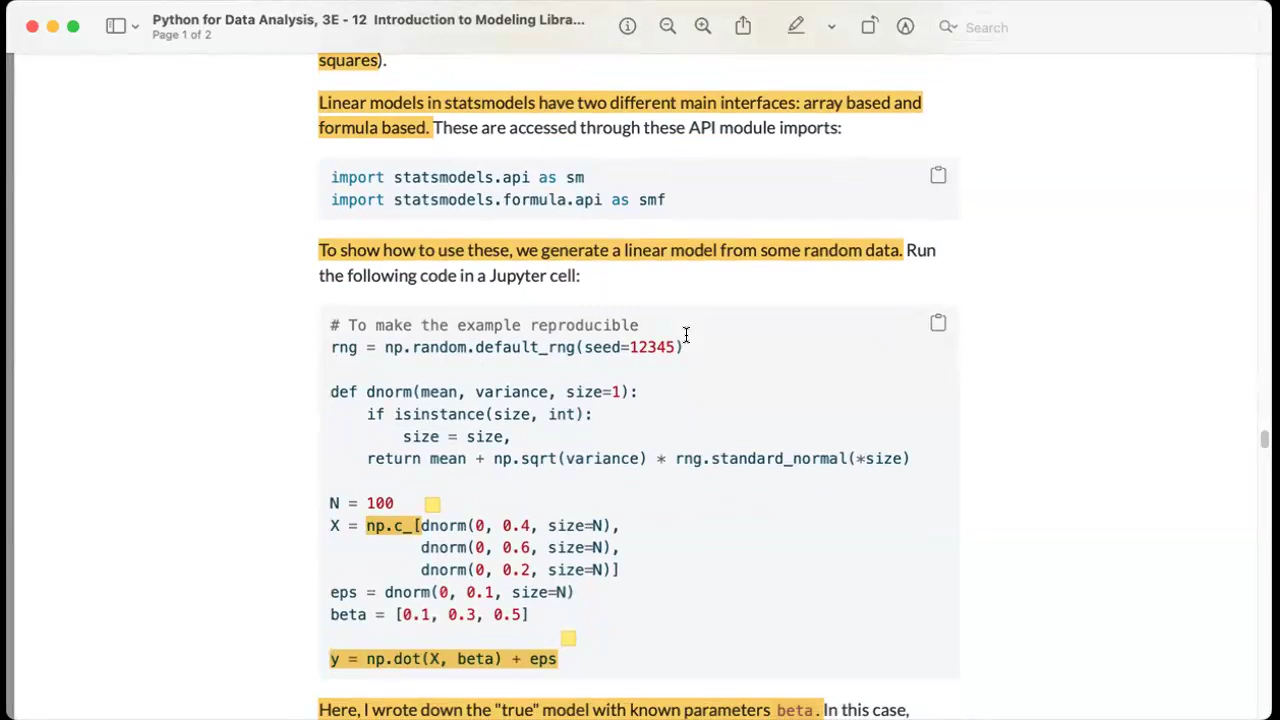 Python for Data Analysis, 3E - 12 Introduction to Modeling Libra...
Page 1 of 2
Search
squares).
Linear models in statsmodels have two different main interfaces: array based and
formula based. These are accessed through these API module imports:
import statsmodels.api as sm
import statsmodels.formula.api as smf
To show how to use these, we generate a linear model from some random data. Run
the following code in a Jupyter cell:
# To make the example reproducible
rng = np.random.default_rng(seed=12345)
def dnorm(mean, variance, size=1):
    if isinstance(size, int):
        size = size,
    return mean + np.sqrt(variance) * rng.standard_normal(*size)
N = 100
X = np.c_[dnorm(0, 0.4, size=N),
          dnorm(0, 0.6, size=N),
          dnorm(0, 0.2, size=N)]
eps = dnorm(0, 0.1, size=N)
beta = [0.1, 0.3, 0.5]
y = np.dot(X, beta) + eps
Here, I wrote down the "true" model with known parameters beta. In this case,